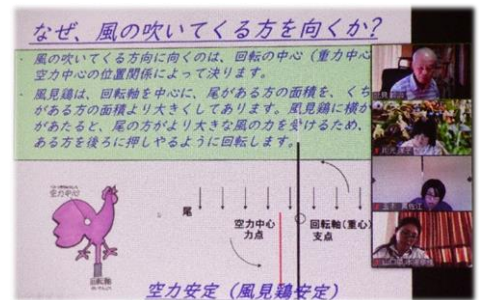 なぜ、風の吹いてくる方を向くか?
・ 風の吹いてくる方向に向くのは、回転の中心（重力中心
空力中心の位置関係によって決ります。
・ 風見鶏は、回転軸を中心に、尾がある方の面積を、くち
がある方の面積より大きくしてあります。風見鶏に横か
があたると、尾の方がより大きな風の力を受けるため、
ある方を後ろに押しやるように回転します。
空力中心
尾
空力中心
力点
回転軸(重心)
支点
回転軸
空力安定（風見鶏安定）